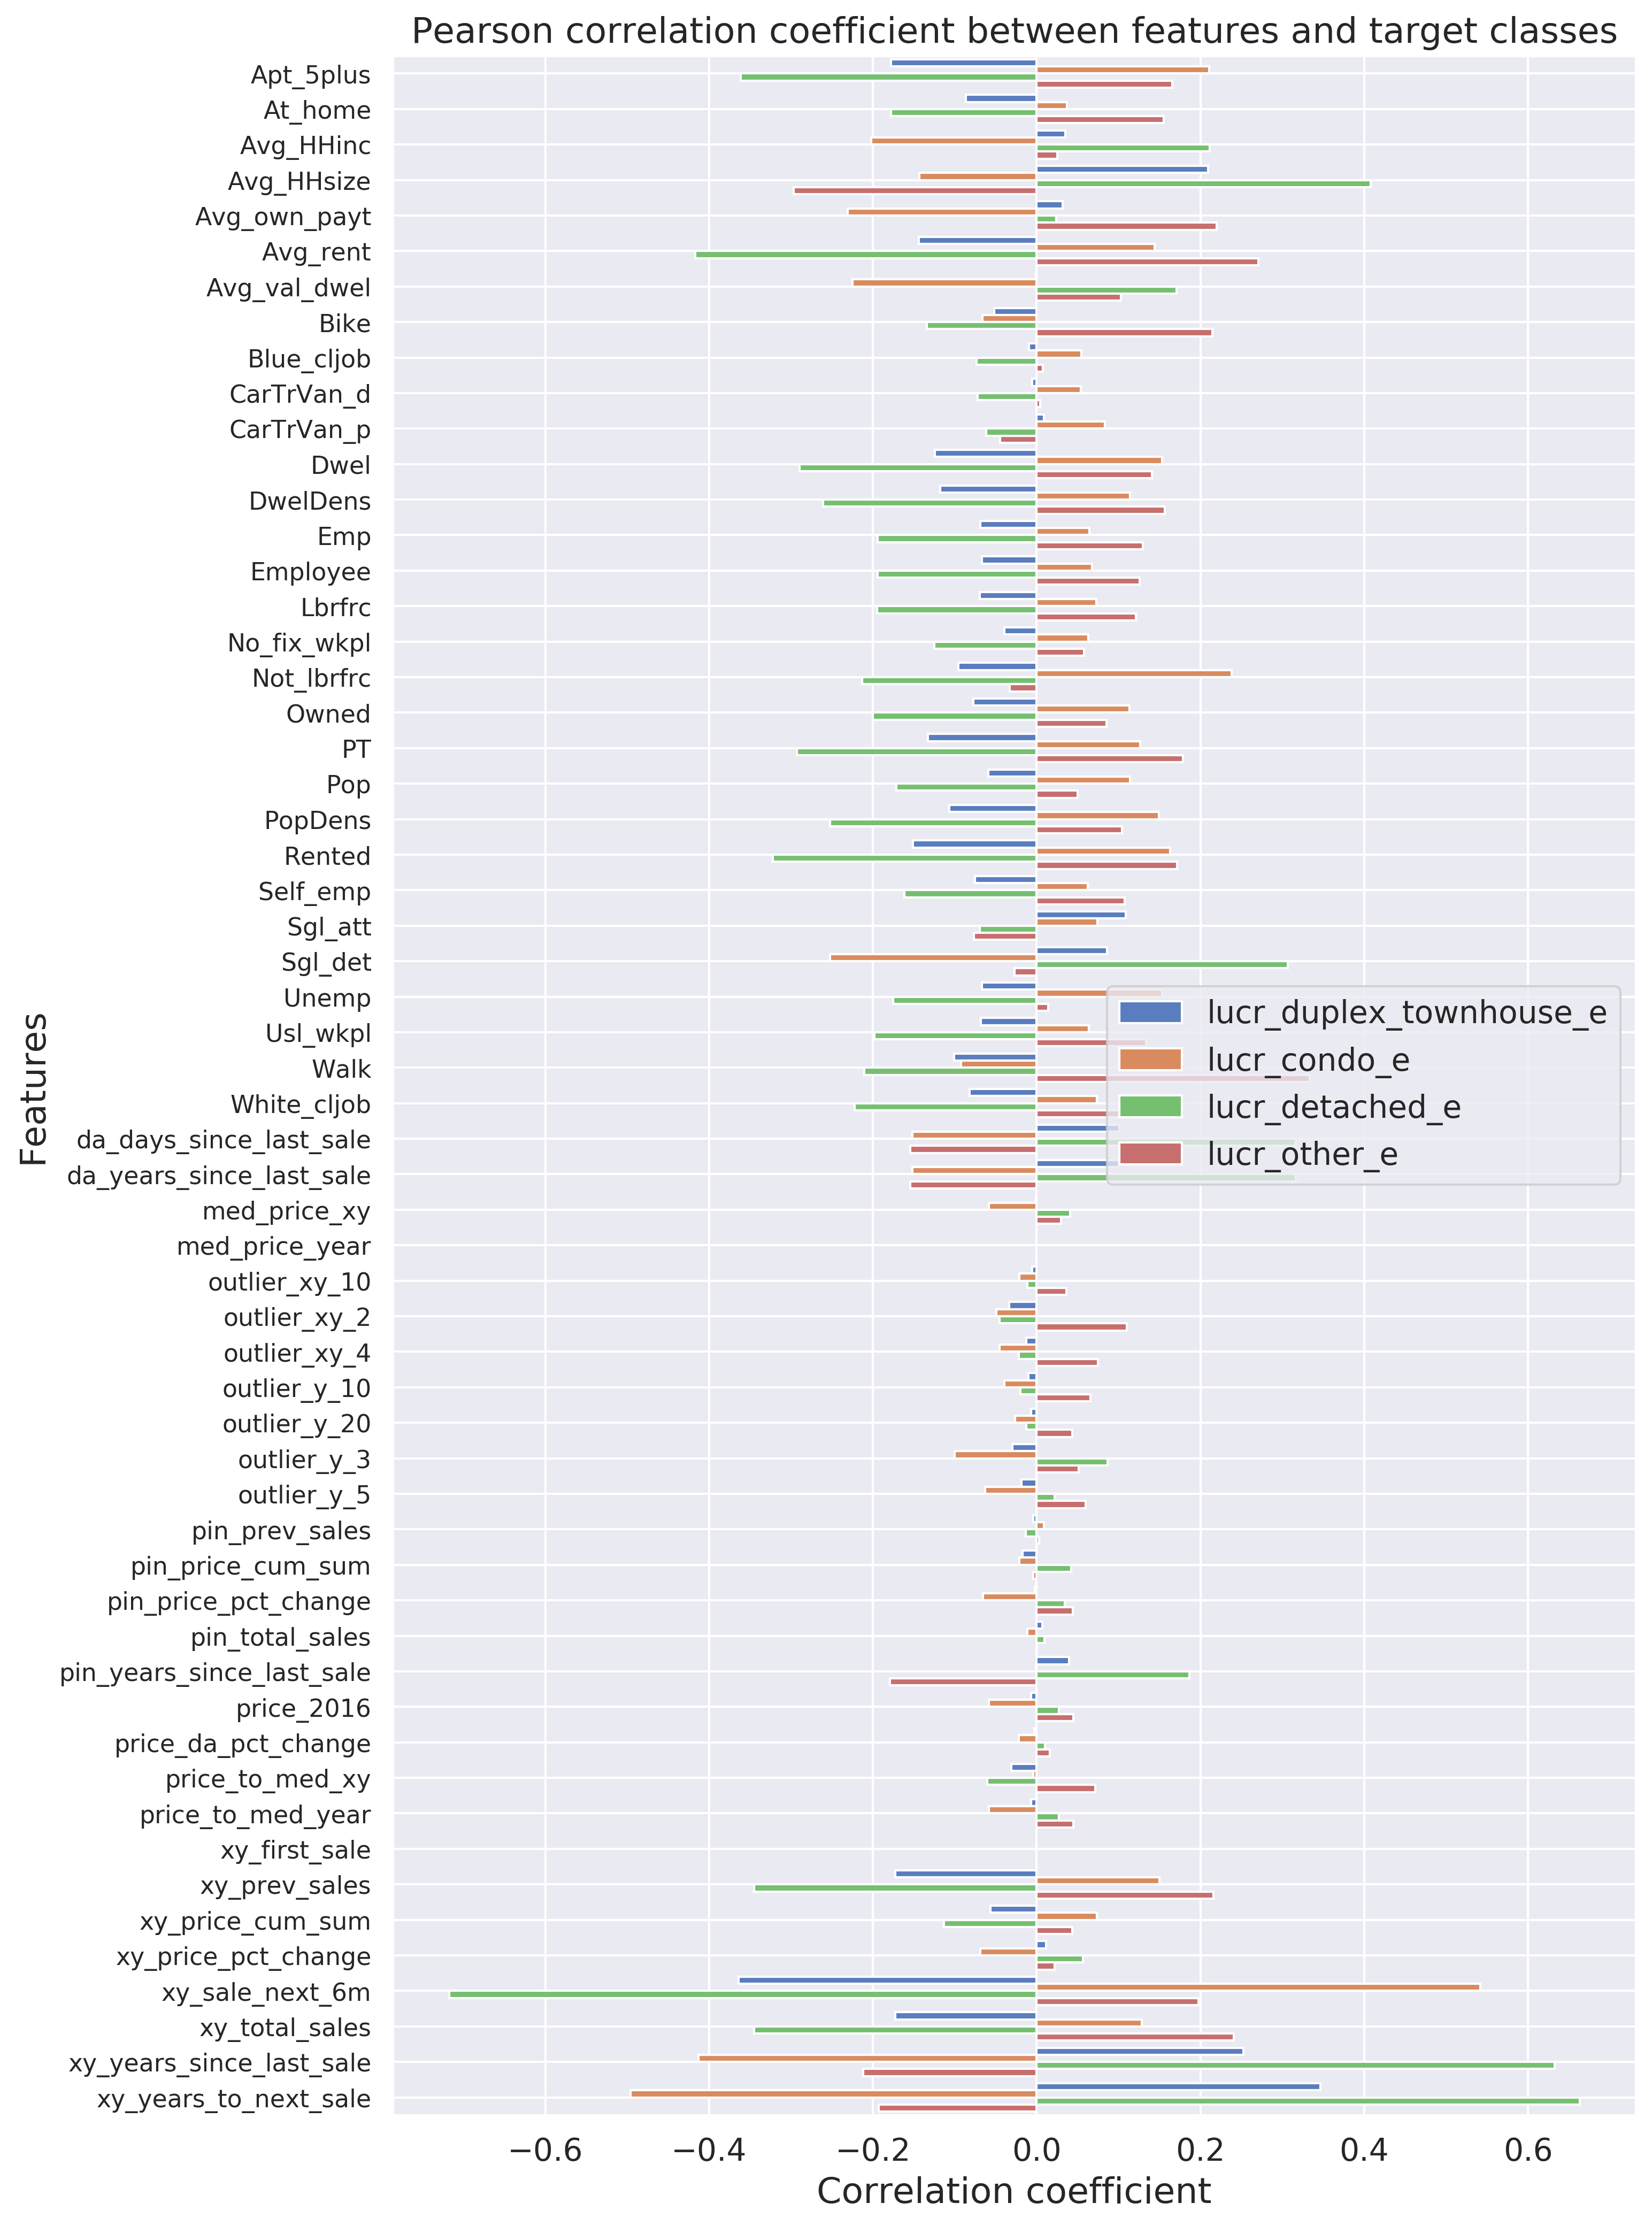 Pearson correlation coefficient between features and target classes
Apt_5plus
At_home
Avg_HHinc
Avg_HHsize
Avg_own_payt
Avg_rent
Avg_val_dwel
Bike
Blue_cljob
CarTrVan_d
CarTrVan_p
Dwel
DwelDens
Emp
Employee
Lbrfrc
No_fix_wkpl
Not_lbrfrc
Owned
PT
Pop
PopDens
Rented
Self_emp
Sgl_att
Sgl_det
Unemp
Usl_wkpl
Walk
White_cljob
da_days_since_last_sale
da_years_since_last_sale
med_price_xy
med_price_year
outlier_xy_10
outlier_xy_2
outlier_xy_4
outlier_y_10
outlier_y_20
outlier_y_3
outlier_y_5
pin_prev_sales
pin_price_cum_sum
pin_price_pct_change
pin_total_sales
pin_years_since_last_sale
price_2016
price_da_pct_change
price_to_med_xy
price_to_med_year
xy_first_sale
xy_prev_sales
xy_price_cum_sum
xy_price_pct_change
xy_sale_next_6m
xy_total_sales
xy_years_since_last_sale
xy_years_to_next_sale
Features
lucr_duplex_townhouse_e
lucr_condo_e
lucr_detached_e
lucr_other_e
−0.6 −0.4 −0.2 0.0 0.2 0.4 0.6
Correlation coefficient